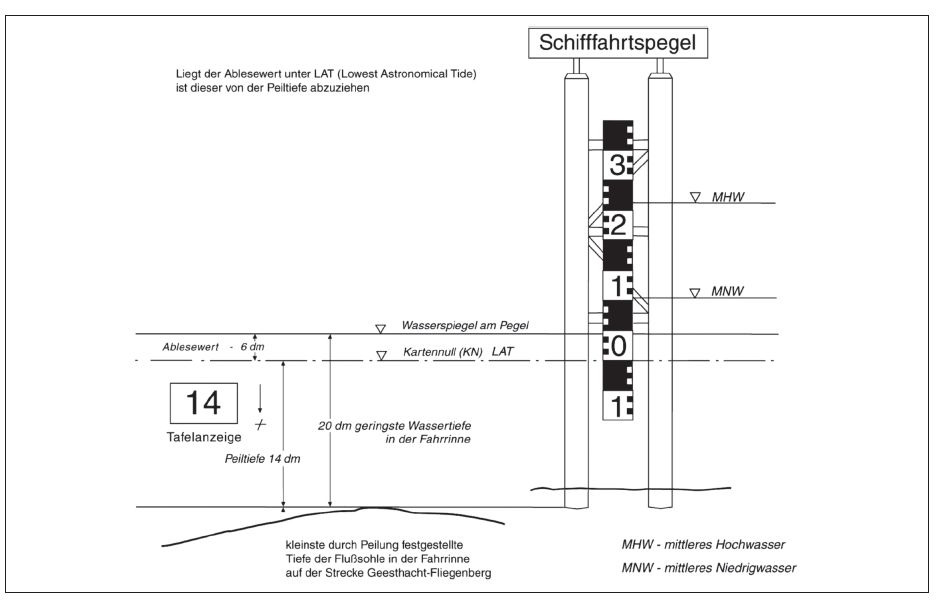 Schifffahrtspegel
Liegt der Ablesewert unter LAT (Lowest Astronomical Tide)
ist dieser von der Peiltiefe abzuziehen
3
MHW
2
1
MNW
Wasserspiegel am Pegel
Ablesewert - 6 dm
0
Kartennull (KN) LAT
14
1
Tafelanzeige
20 dm geringste Wassertiefe
in der Fahrrinne
Peiltiefe 14 dm
kleinste durch Peilung festgestellte
Tiefe der Flußsohle in der Fahrrinne
auf der Strecke Geesthacht-Fliegenberg
MHW - mittleres Hochwasser
MNW - mittleres Niedrigwasser